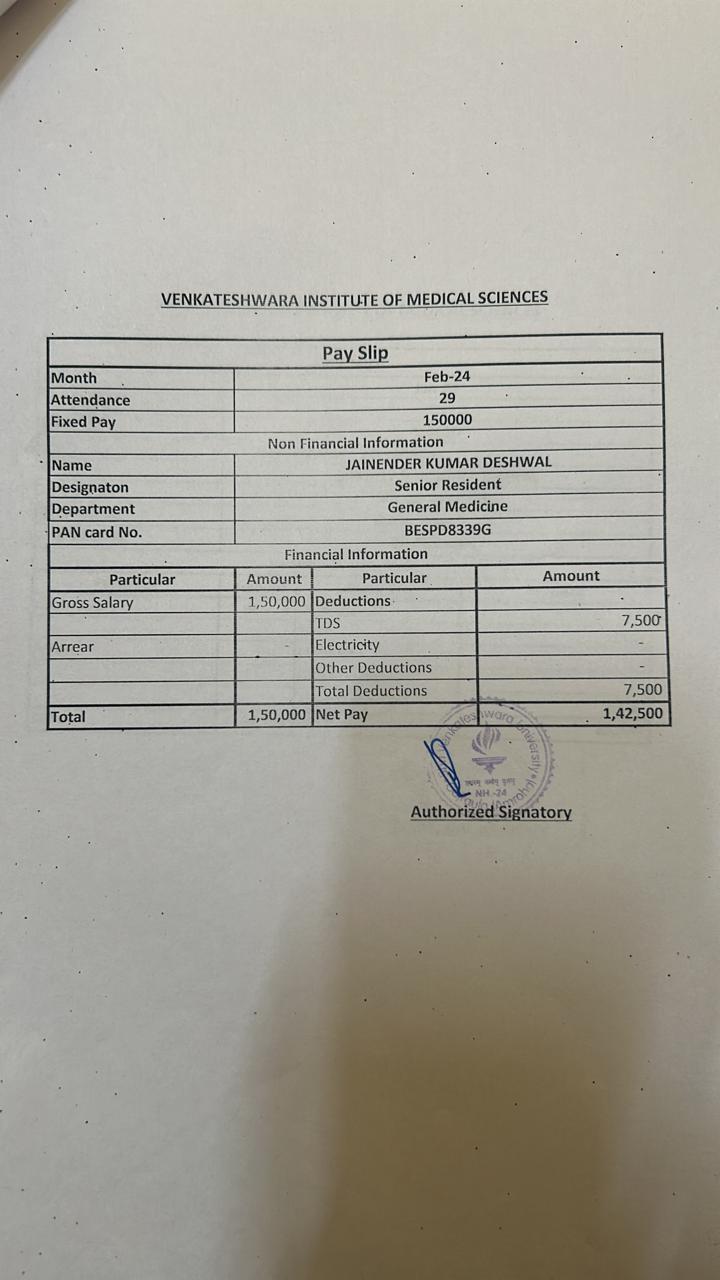 VENKATESHWARA INSTITUTE OF MEDICAL SCIENCES
Pay Slip
Month Feb-24
Attendance 29
Fixed Pay 150000
Non Financial Information
Name JAINENDER KUMAR DESHWAL
Designaton Senior Resident
Department General Medicine
PAN card No. BESPD8339G
Financial Information
Particular Amount Particular Amount
Gross Salary 1,50,000 Deductions -
TDS 7,500
Arrear - Electricity -
Other Deductions -
Total Deductions 7,500
Total 1,50,000 Net Pay 1,42,500
University
NH.-24
Authorized Signatory